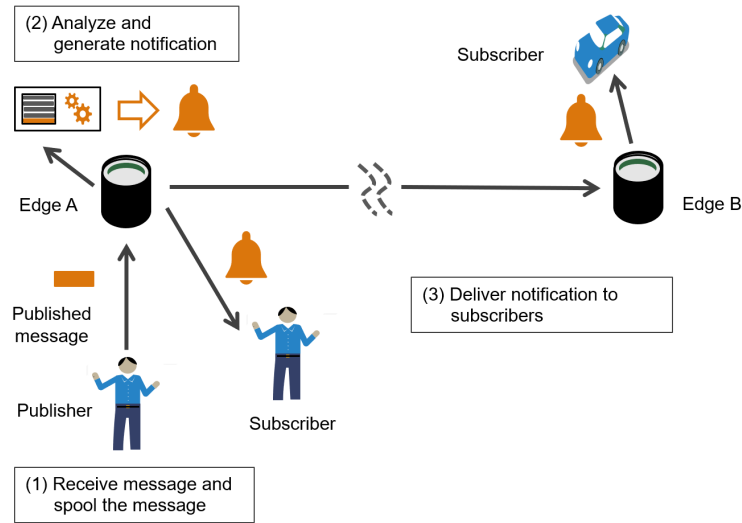 (2) Analyze and
generate notification
Subscriber
Edge A
Edge B
Published
message
(3) Deliver notification to
subscribers
Publisher
Subscriber
(1) Receive message and
spool the message